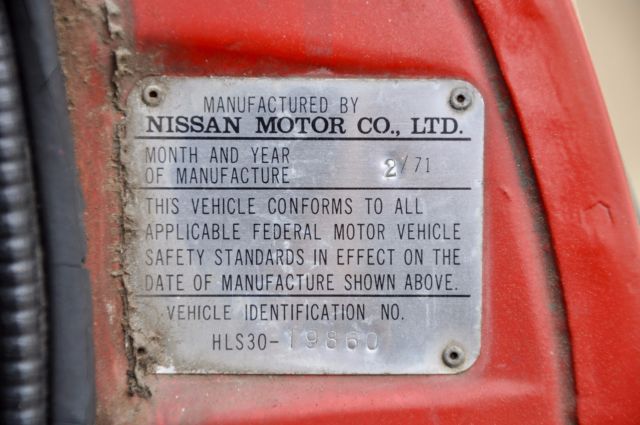 MANUFACTURED BY
NISSAN MOTOR CO., LTD.
MONTH AND YEAR
OF MANUFACTURE 2/71
THIS VEHICLE CONFORMS TO ALL
APPLICABLE FEDERAL MOTOR VEHICLE
SAFETY STANDARDS IN EFFECT ON THE
DATE OF MANUFACTURE SHOWN ABOVE.
VEHICLE IDENTIFICATION NO.
HLS30-19860